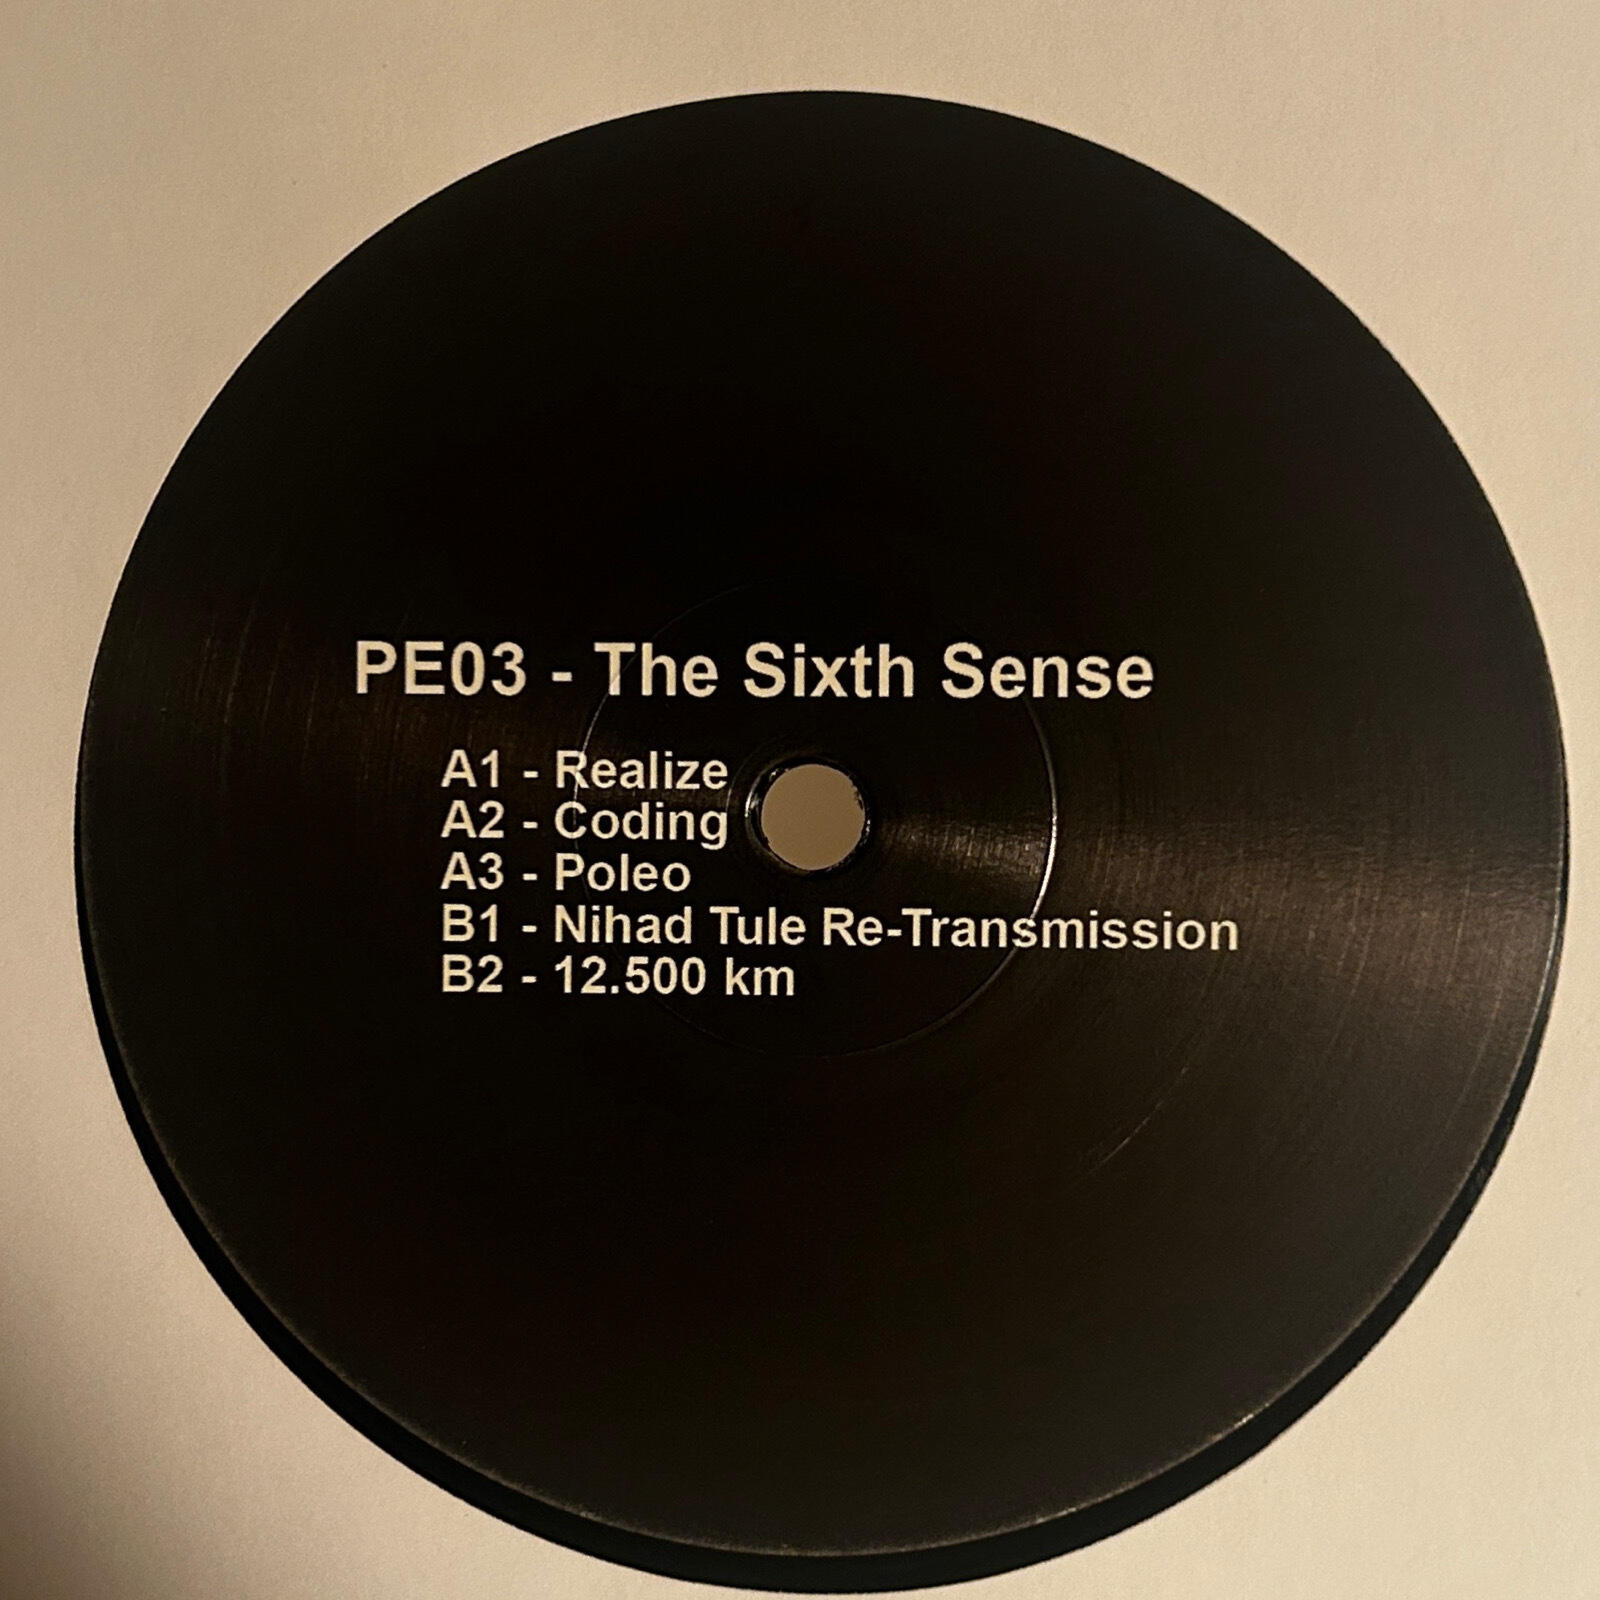 PE03 - The Sixth Sense
A1 - Realize
A2 - Coding
A3 - Poleo
B1 - Nihad Tule Re-Transmission
B2 - 12.500 km